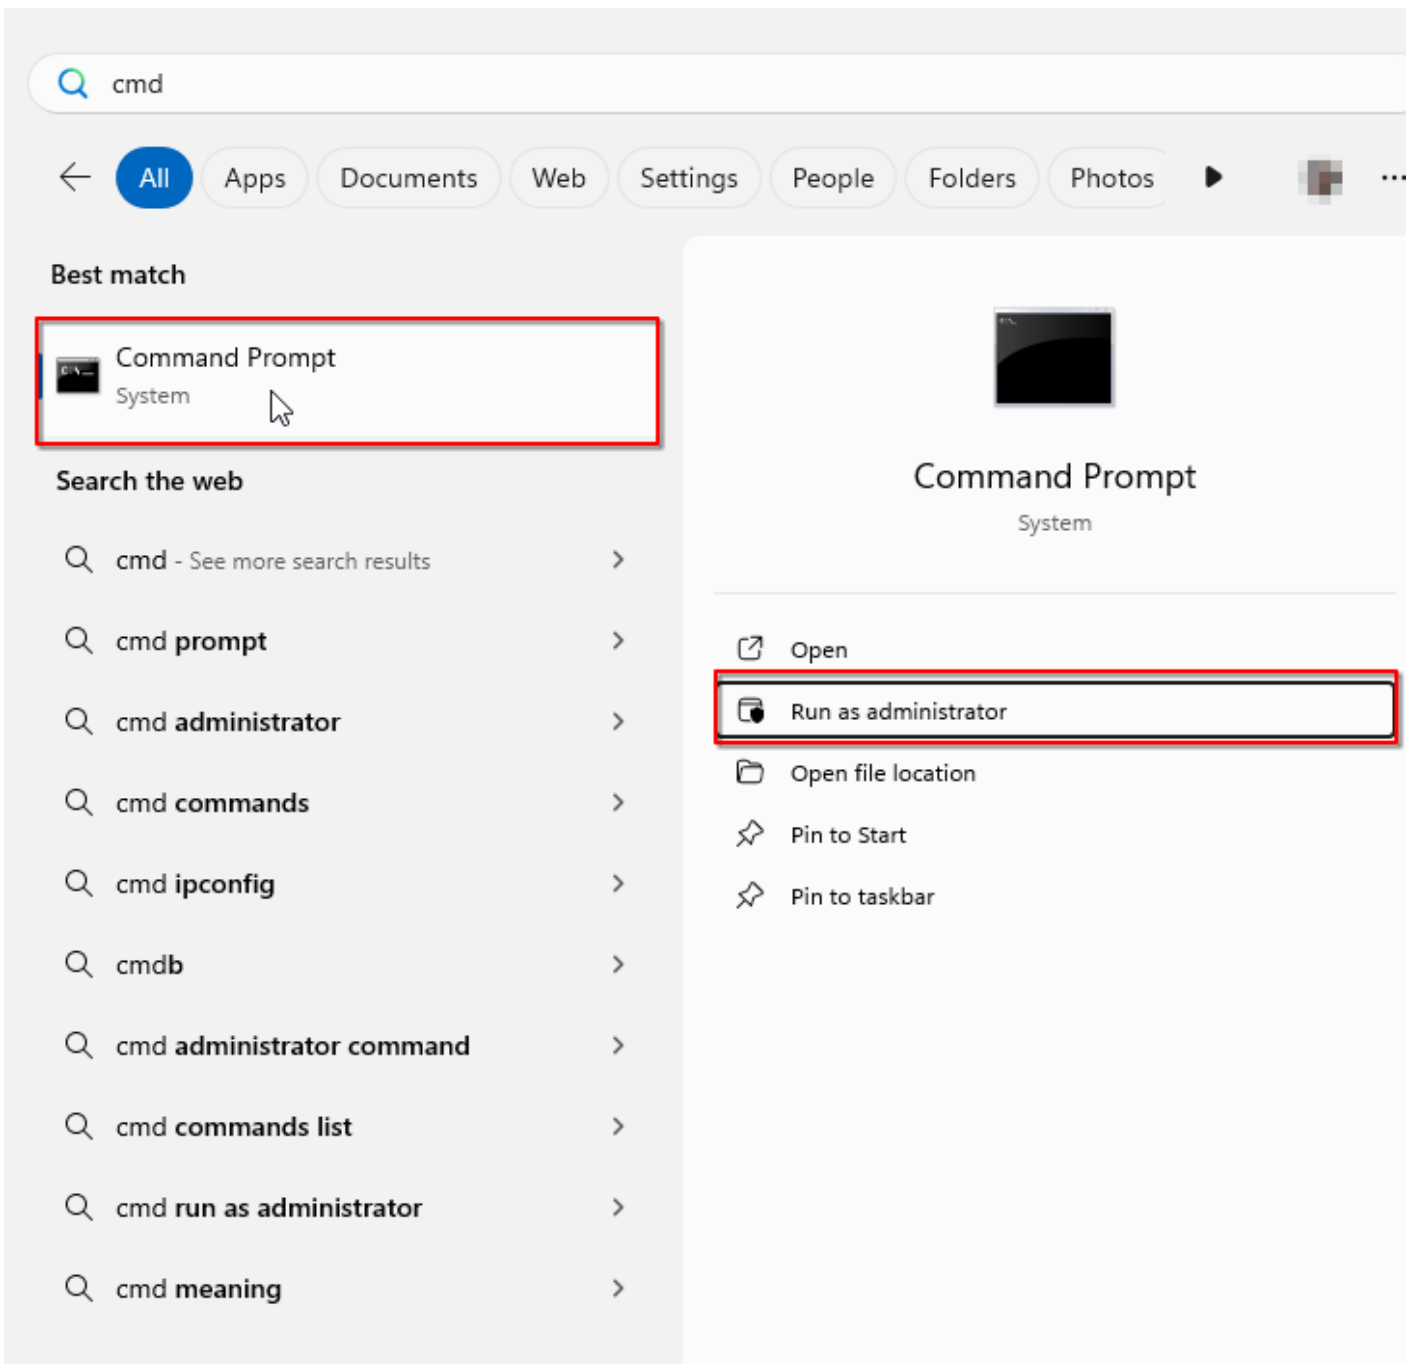 cmd
All Apps Documents Web Settings People Folders Photos
Best match
Command Prompt
System
Search the web
cmd - See more search results
cmd prompt
cmd administrator
cmd commands
cmd ipconfig
cmdb
cmd administrator command
cmd commands list
cmd run as administrator
cmd meaning
Command Prompt
System
Open
Run as administrator
Open file location
Pin to Start
Pin to taskbar